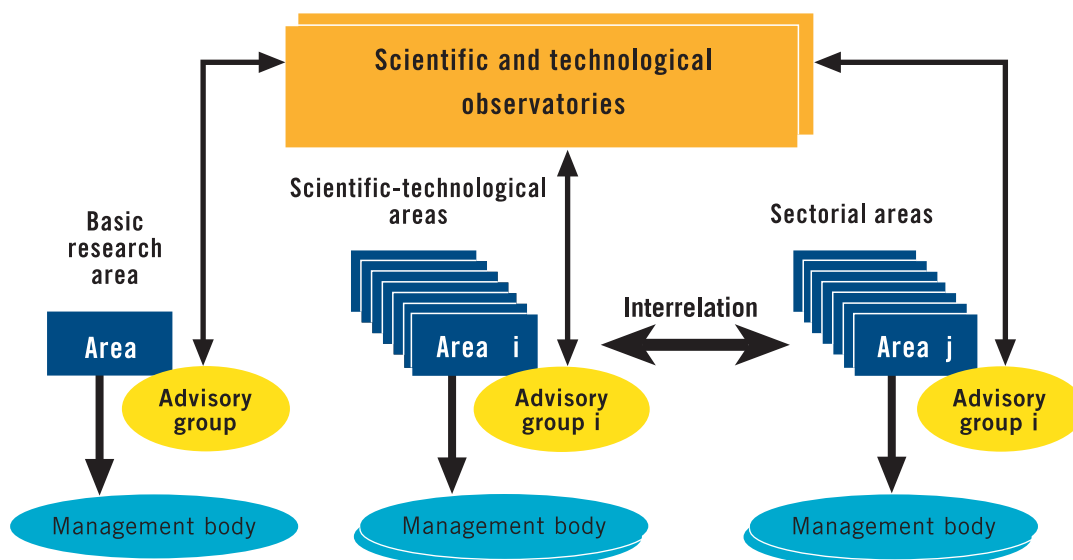 Scientific and technological
observatories
Scientific-technological
areas
Basic
research
area
Sectorial areas
Interrelation
Area
Area i
Area j
Advisory
group
Advisory
group i
Advisory
group i
Management body
Management body
Management body